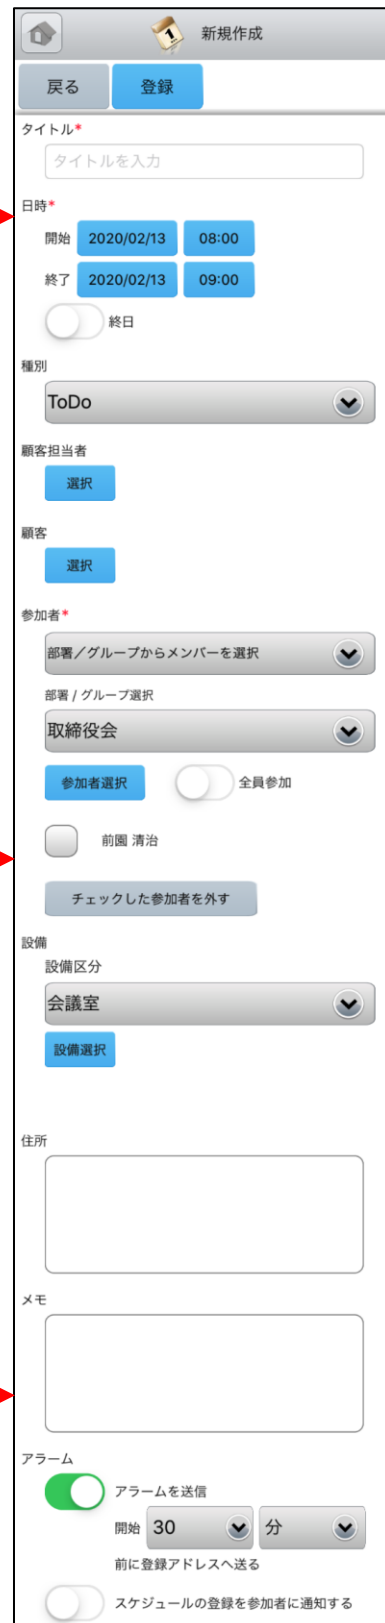 新規作成
戻る 登録
タイトル*
タイトルを入力
日時*
開始 2020/02/13 08:00
終了 2020/02/13 09:00
終日
種別
ToDo
顧客担当者
選択
顧客
選択
参加者*
部署／グループからメンバーを選択
部署 / グループ選択
取締役会
参加者選択 全員参加
前園 清治
チェックした参加者を外す
設備
設備区分
会議室
設備選択
住所
メモ
アラーム
アラームを送信
開始 30 分
前に登録アドレスへ送る
スケジュールの登録を参加者に通知する